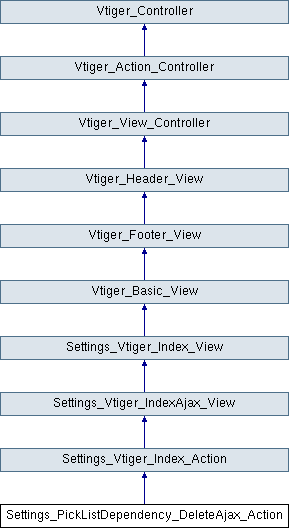 Vtiger_Controller
Vtiger_Action_Controller
Vtiger_View_Controller
Vtiger_Header_View
Vtiger_Footer_View
Vtiger_Basic_View
Settings_Vtiger_Index_View
Settings_Vtiger_IndexAjax_View
Settings_Vtiger_Index_Action
Settings_PickListDependency_DeleteAjax_Action